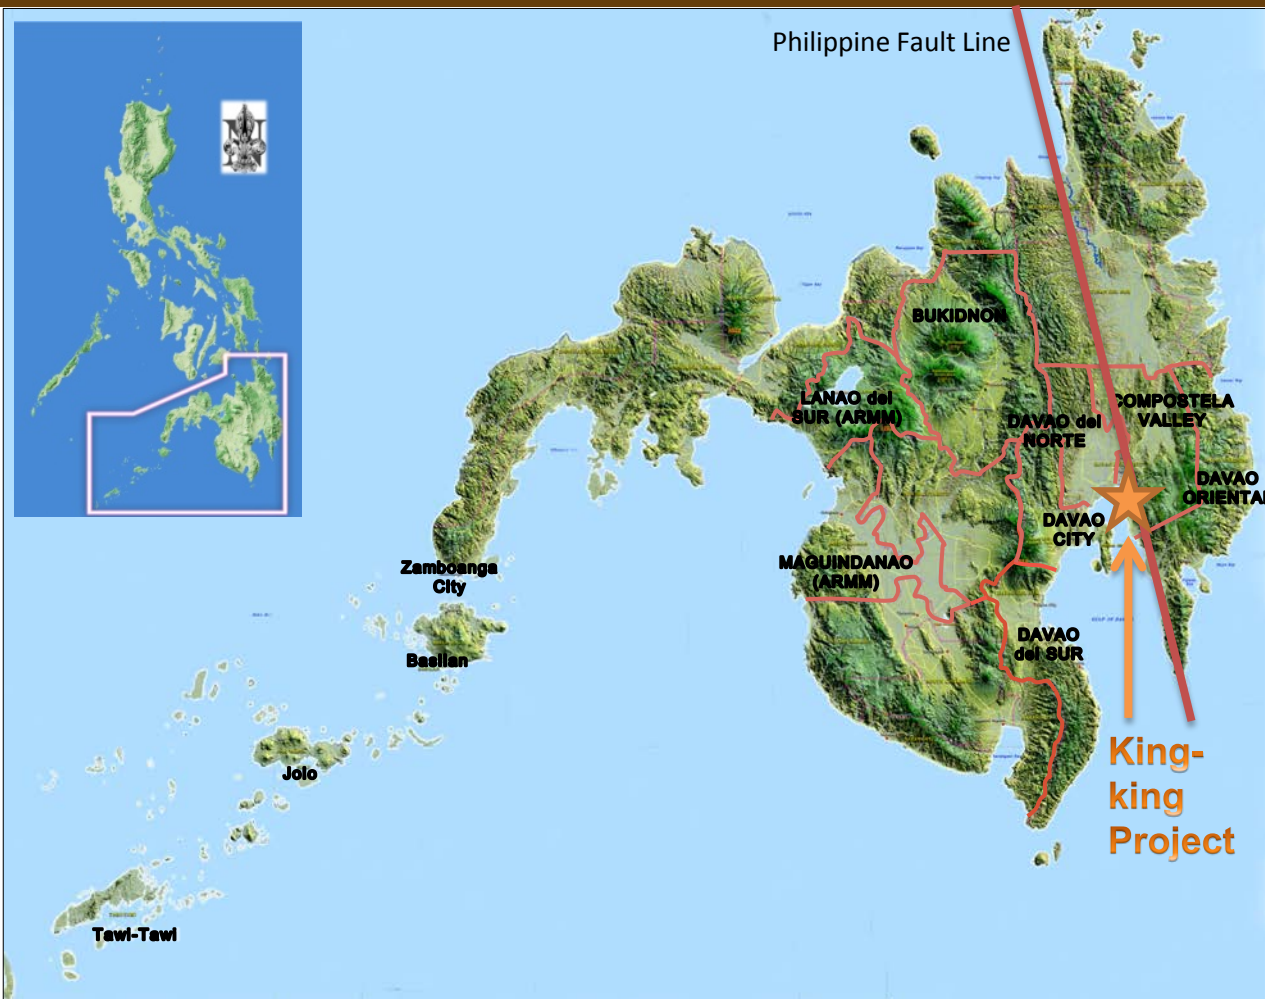 Philippine Fault Line
BUKIDNON
LANAO del
SUR (ARMM)
DAVAO del
NORTE
COMPOSTELA
VALLEY
DAVAO
ORIENTAL
DAVAO
CITY
MAGUINDANAO
(ARMM)
Zamboanga
City
Basilan
DAVAO
del SUR
Jolo
King-
king
Project
Tawi-Tawi